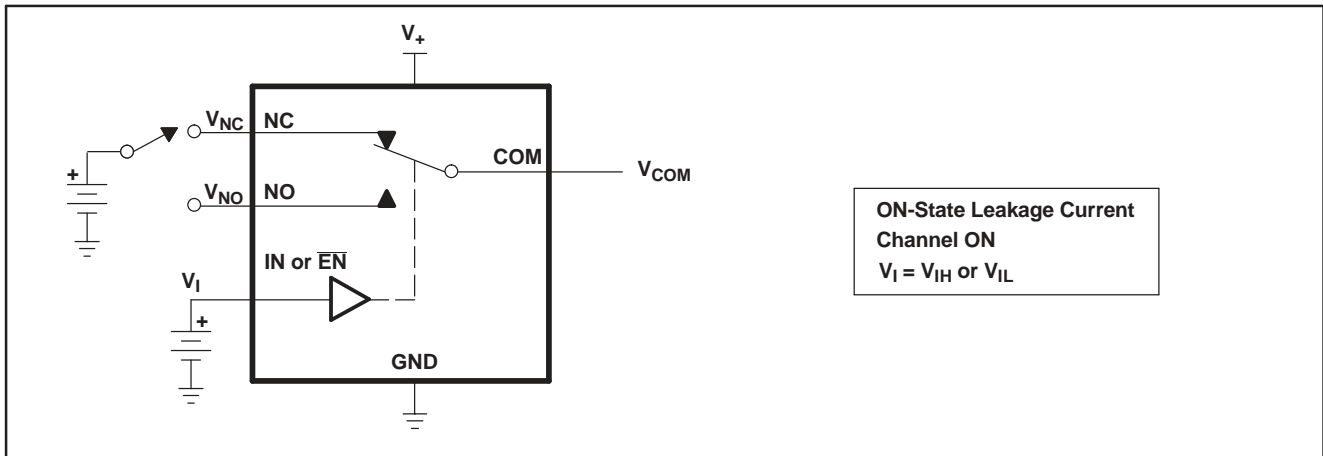 V+
VNC NC
+
COM
VCOM
VNO NO
IN or E̅N̅
VI
+
GND
ON-State Leakage Current
Channel ON
VI = VIH or VIL